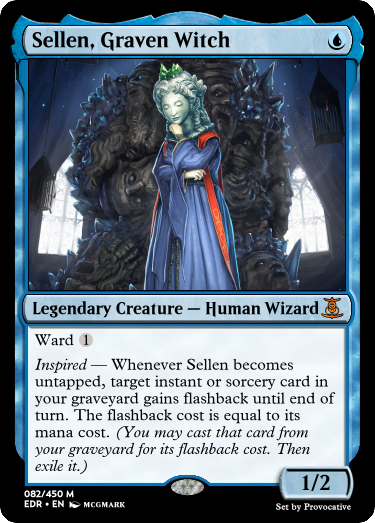 Sellen, Graven Witch
Legendary Creature — Human Wizard
Ward 1
Inspired — Whenever Sellen becomes
untapped, target instant or sorcery card in
your graveyard gains flashback until end of
turn. The flashback cost is equal to its
mana cost. (You may cast that card from
your graveyard for its flashback cost. Then
exile it.)
1/2
082/450 M
EDR • EN MCGMARK
Set by Provocative